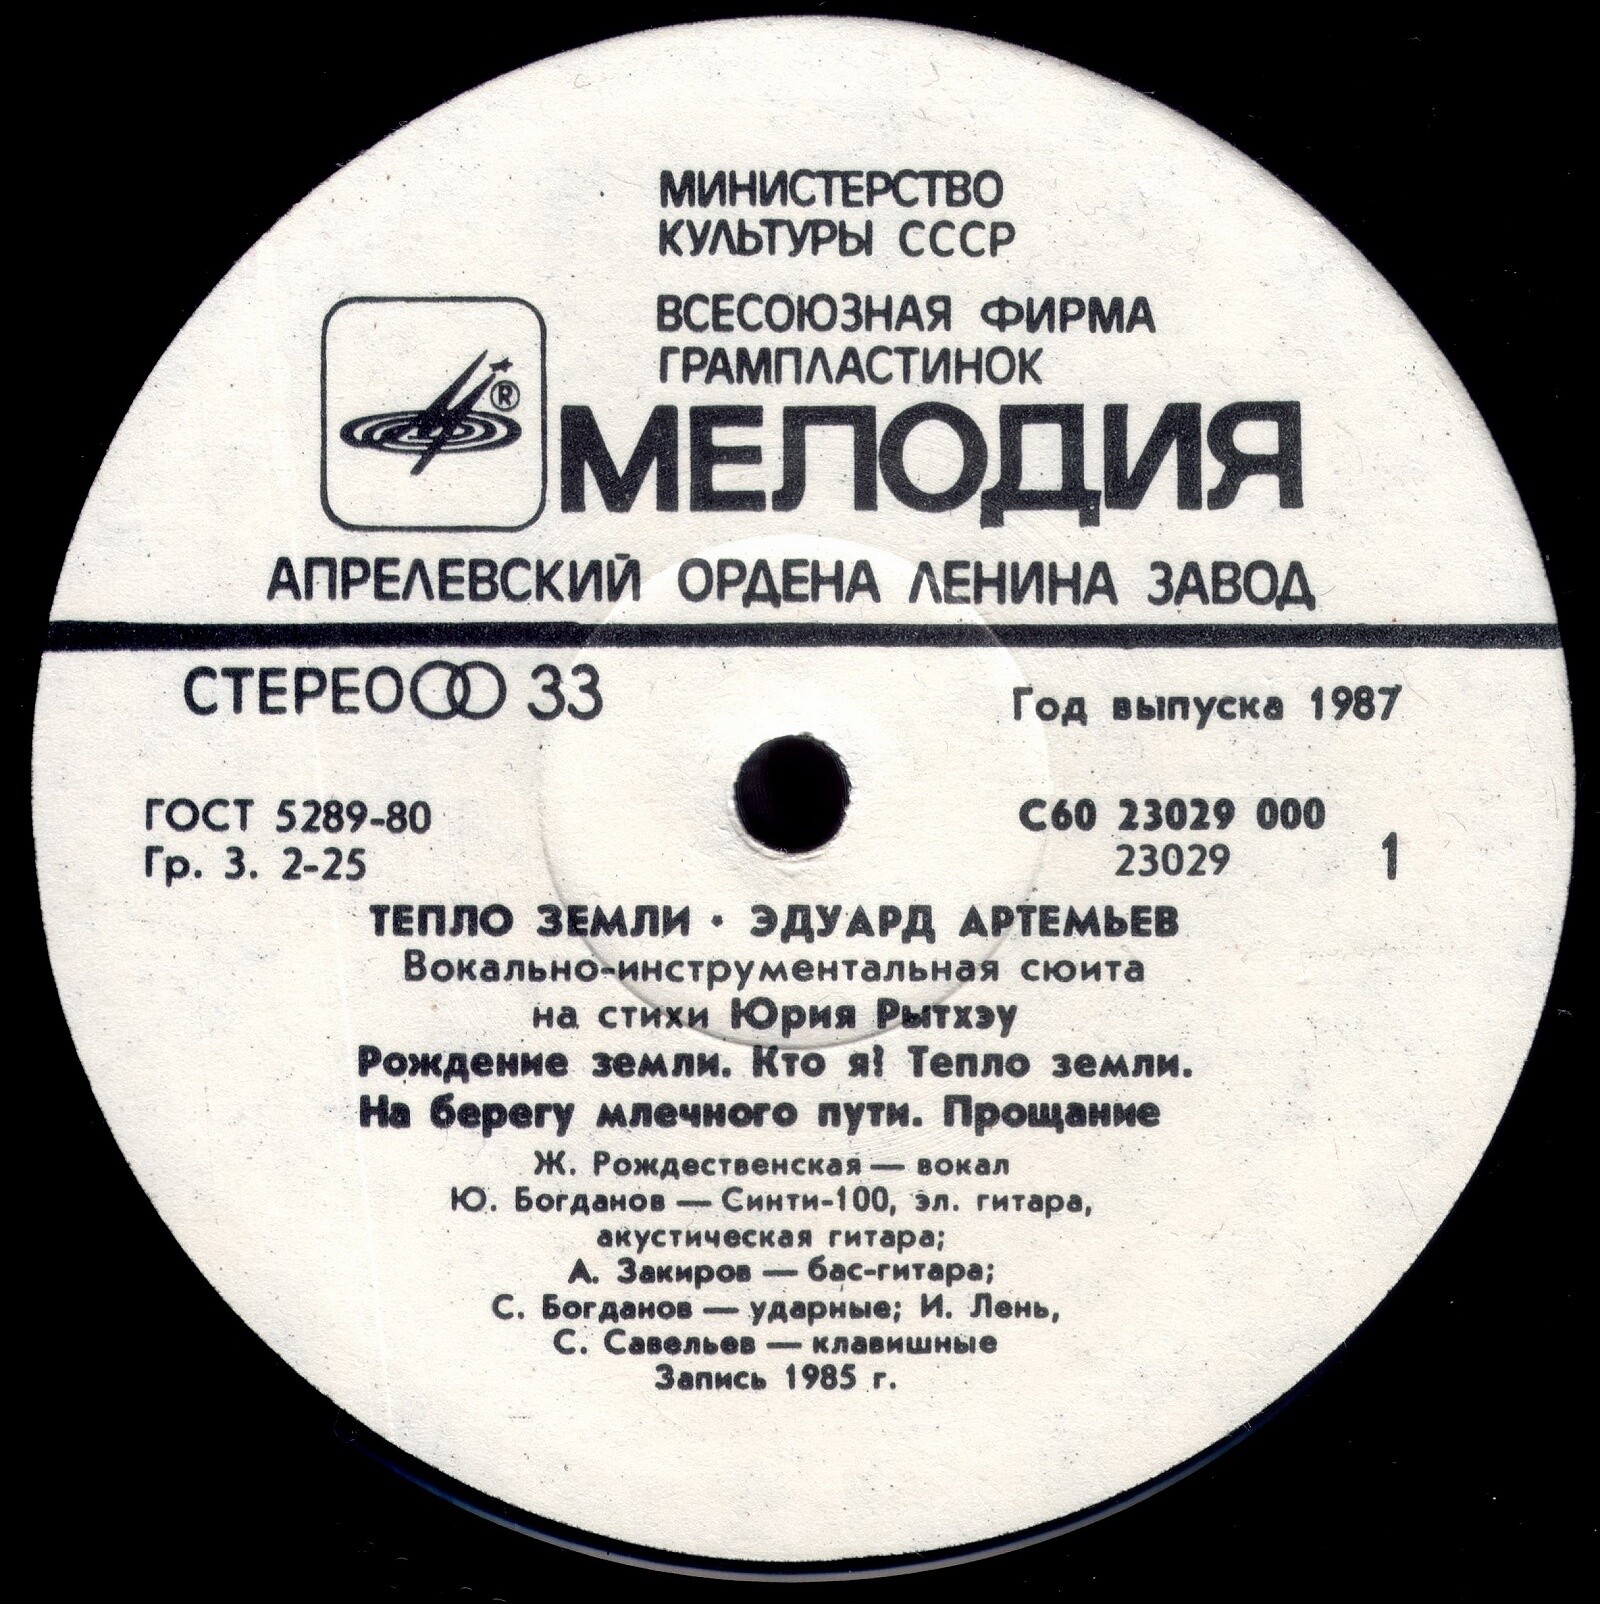 МИНИСТЕРСТВО
КУЛЬТУРЫ СССР
ВСЕСОЮЗНАЯ ФИРМА
ГРАМПЛАСТИНОК
®
МЕЛОДИЯ
АПРЕЛЕВСКИЙ ОРДЕНА ЛЕНИНА ЗАВОД
СТЕРЕО 33
Год выпуска 1987
ГОСТ 5289-80
Гр. 3. 2-25
С60 23029 000
23029
1
ТЕПЛО ЗЕМЛИ · ЭДУАРД АРТЕМЬЕВ
Вокально-инструментальная сюита
на стихи Юрия Рытхэу
Рождение земли. Кто я? Тепло земли.
На берегу млечного пути. Прощание
Ж. Рождественская — вокал
Ю. Богданов — Синти-100, эл. гитара,
акустическая гитара;
А. Закиров — бас-гитара;
С. Богданов — ударные; И. Лень,
С. Савельев — клавишные
Запись 1985 г.